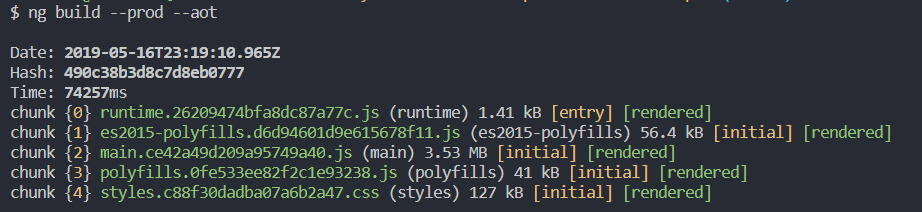 $ ng build --prod --aot
Date: 2019-05-16T23:19:10.965Z
Hash: 490c38b3d8c7d8eb0777
Time: 74257ms
chunk {0} runtime.26209474bfa8dc87a77c.js (runtime) 1.41 kB [entry] [rendered]
chunk {1} es2015-polyfills.d6d94601d9e615678f11.js (es2015-polyfills) 56.4 kB [initial] [rendered]
chunk {2} main.ce42a49d209a95749a40.js (main) 3.53 MB [initial] [rendered]
chunk {3} polyfills.0fe533ee82f2c1e93238.js (polyfills) 41 kB [initial] [rendered]
chunk {4} styles.c88f30dadba07a6b2a47.css (styles) 127 kB [initial] [rendered]